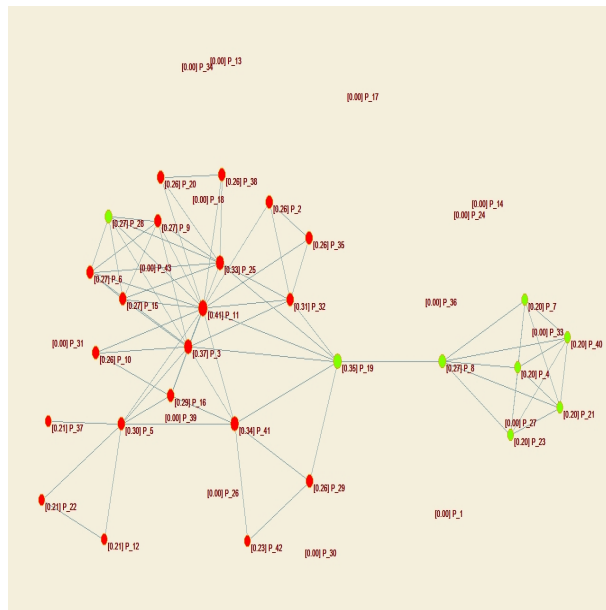 [0.00] P_13
[0.00] P_34
[0.00] P_17
[0.26] P_20
[0.26] P_38
[0.00] P_18
[0.26] P_2
[0.00] P_14
[0.00] P_24
[0.27] P_28
[0.27] P_9
[0.26] P_35
[0.00] P_43
[0.33] P_25
[0.27] P_6
[0.27] P_15
[0.31] P_32
[0.00] P_36
[0.20] P_7
[0.41] P_11
[0.00] P_33
[0.00] P_31
[0.20] P_40
[0.37] P_3
[0.26] P_10
[0.35] P_19
[0.27] P_8
[0.20] P_4
[0.29] P_16
[0.20] P_21
[0.00] P_39
[0.00] P_27
[0.21] P_37
[0.30] P_5
[0.34] P_41
[0.20] P_23
[0.26] P_29
[0.00] P_26
[0.21] P_22
[0.00] P_1
[0.21] P_12
[0.23] P_42
[0.00] P_30